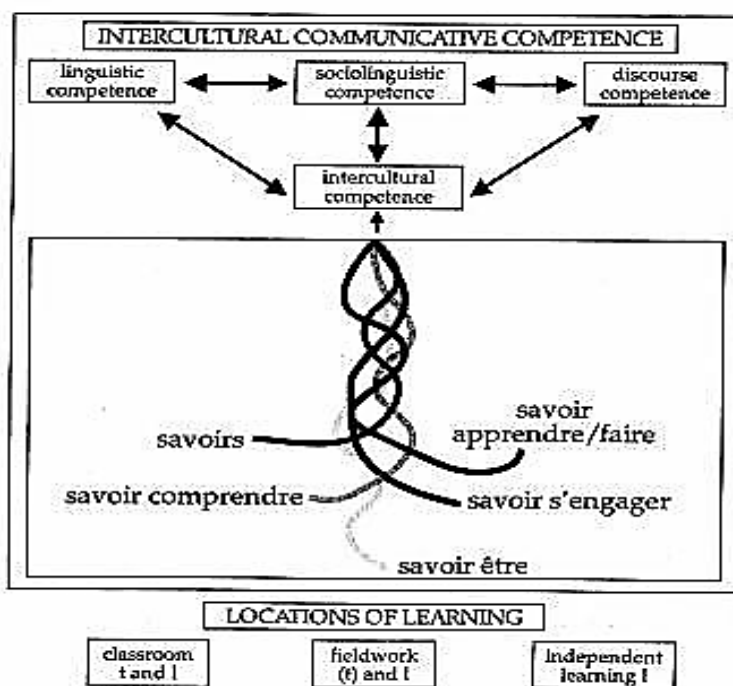 INTERCULTURAL COMMUNICATIVE COMPETENCE
linguistic
competence
sociolinguistic
competence
discourse
competence
intercultural
competence
savoirs
savoir
apprendre/faire
savoir comprendre
savoir s'engager
savoir être
LOCATIONS OF LEARNING
classroom
t and l
fieldwork
(t) and l
Independent
learning l